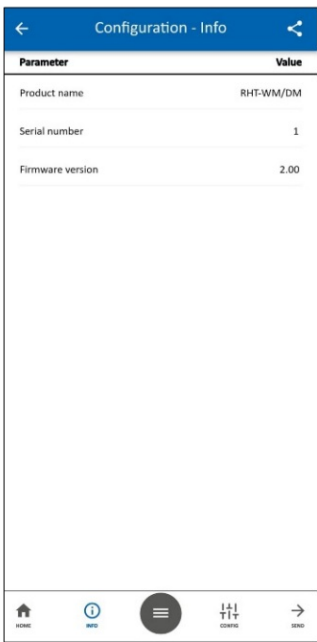 Configuration - Info
Parameter Value
Product name RHT-WM/DM
Serial number 1
Firmware version 2.00
HOME INFO CONFIG SEND